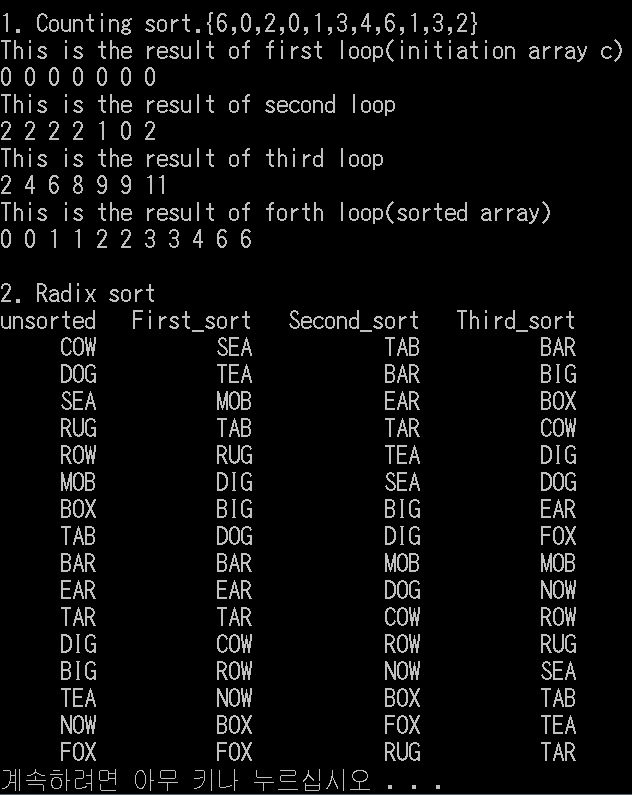 1. Counting sort.{6,0,2,0,1,3,4,6,1,3,2}
This is the result of first loop(initiation array c)
0 0 0 0 0 0 0
This is the result of second loop
2 2 2 2 1 0 2
This is the result of third loop
2 4 6 8 9 9 11
This is the result of forth loop(sorted array)
0 0 1 1 2 2 3 3 4 6 6
2. Radix sort
unsorted First_sort Second_sort Third_sort
COW SEA TAB BAR
DOG TEA BAR BIG
SEA MOB EAR BOX
RUG TAB TAR COW
ROW RUG TEA DIG
MOB DIG SEA DOG
BOX BIG BIG EAR
TAB DOG DIG FOX
BAR BAR MOB MOB
EAR EAR DOG NOW
TAR TAR COW ROW
DIG COW ROW RUG
BIG ROW NOW SEA
TEA NOW BOX TAB
NOW BOX FOX TEA
FOX FOX RUG TAR
계속하려면 아무 키나 누르십시오 . . .